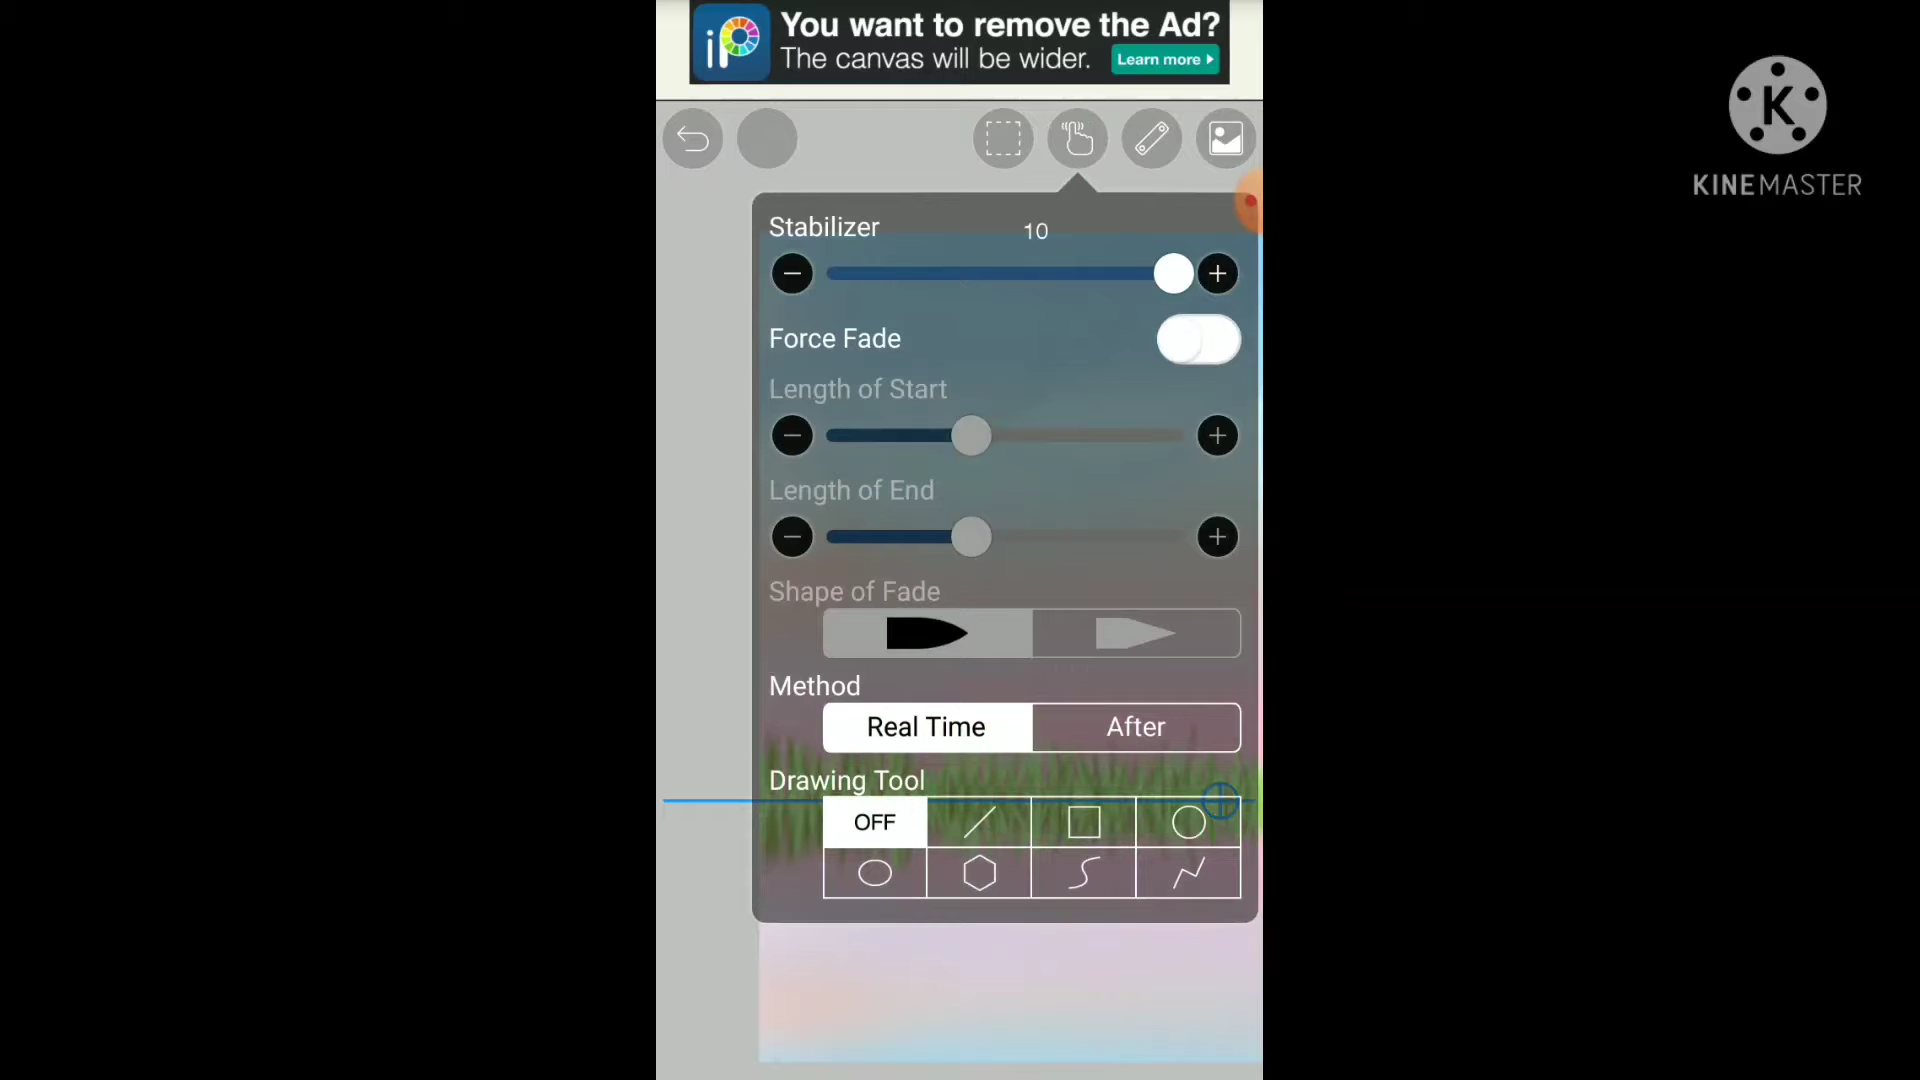 iP
You want to remove the Ad?
The canvas will be wider.
Learn more
K
KINEMASTER
Stabilizer
10
Force Fade
Length of Start
Length of End
Shape of Fade
Method
Real Time
After
Drawing Tool
OFF